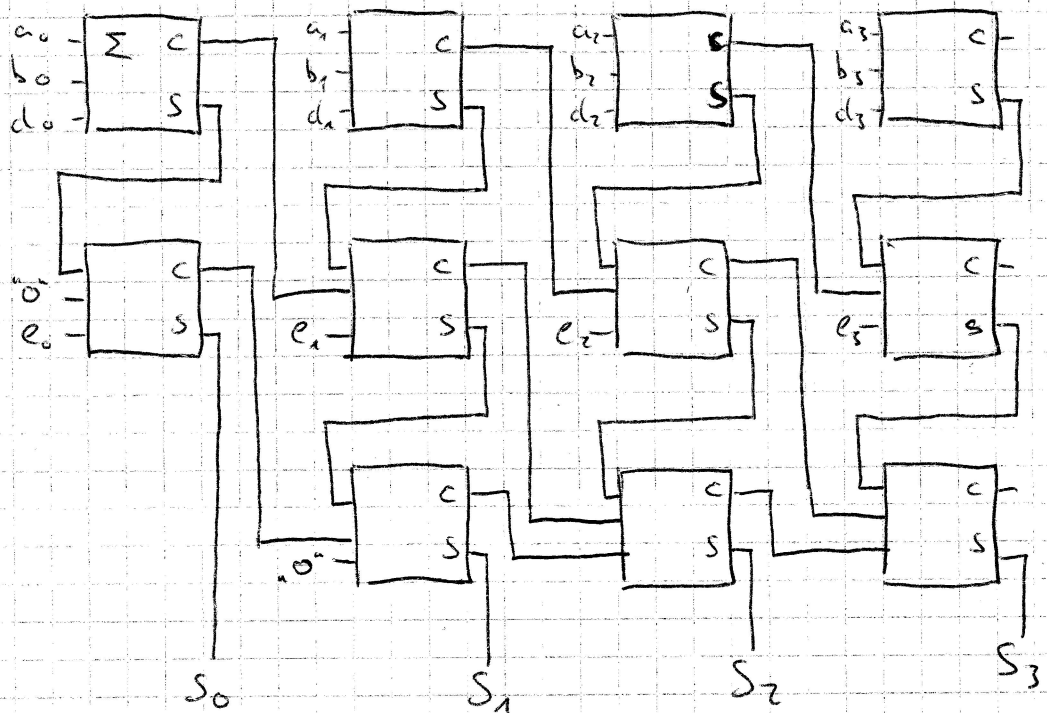 a₀ Σ C a₁ C a₂ C a₃ C
b₀ b₁ b₂ b₃
d₀ S d₁ S d₂ S d₃ S
C C C C
"0"
e₀ S e₁ S e₂ S e₃ S
C C C
"0" S S S
S₀ S₁ S₂ S₃